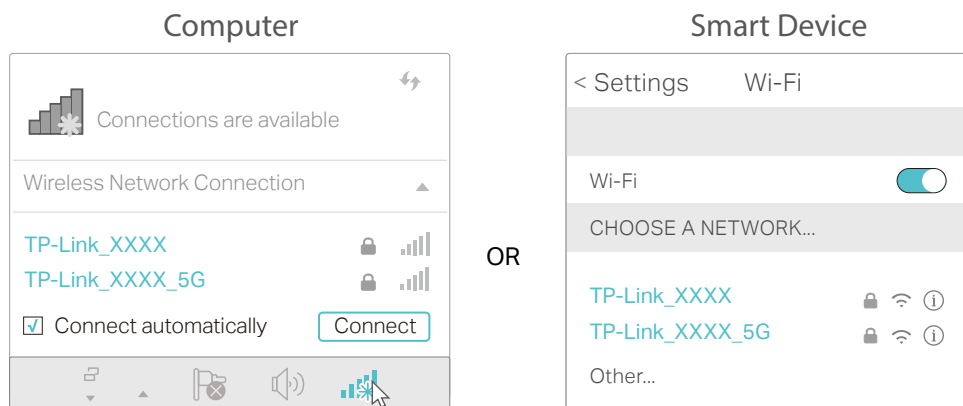 Computer
Connections are available
Wireless Network Connection
TP-Link_XXXX
TP-Link_XXXX_5G
Connect automatically
Connect
OR
Smart Device
< Settings Wi-Fi
Wi-Fi
CHOOSE A NETWORK...
TP-Link_XXXX
TP-Link_XXXX_5G
Other...